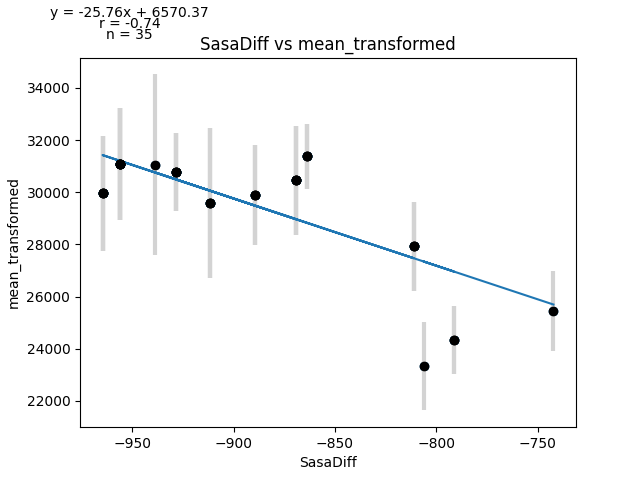 y = -25.76x + 6570.37
r = -0.74
n = 35
SasaDiff vs mean_transformed
34000
32000
30000
28000
26000
24000
22000
mean_transformed
−950
−900
−850
−800
−750
SasaDiff